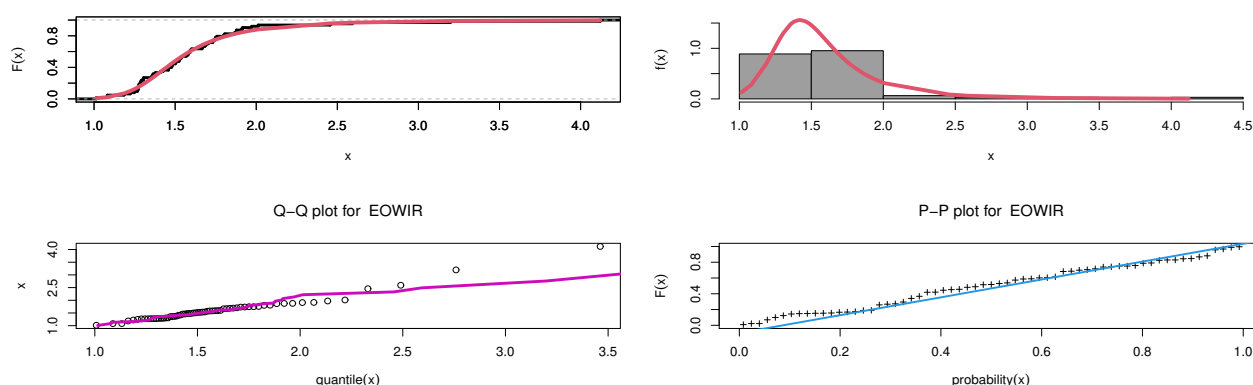 F(x)
0.0 0.4 0.8
1.0 1.5 2.0 2.5 3.0 3.5 4.0
x
f(x)
0.0 1.0
1.0 1.5 2.0 2.5 3.0 3.5 4.0 4.5
x
Q−Q plot for EOWIR
x
1.0 2.5 4.0
1.0 1.5 2.0 2.5 3.0 3.5
quantile(x)
P−P plot for EOWIR
F(x)
0.0 0.4 0.8
0.0 0.2 0.4 0.6 0.8 1.0
probability(x)